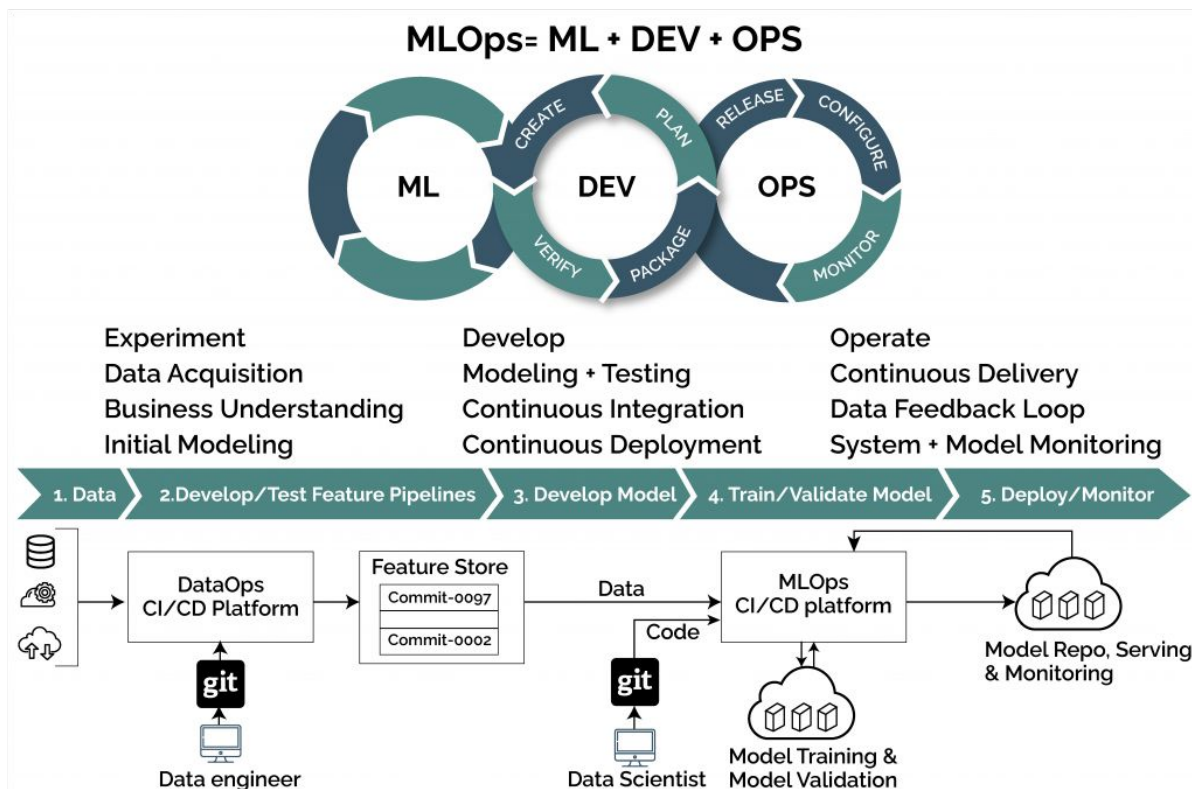 MLOps= ML + DEV + OPS
ML
CREATE
PLAN
DEV
VERIFY
PACKAGE
RELEASE
CONFIGURE
OPS
MONITOR
Experiment
Data Acquisition
Business Understanding
Initial Modeling
Develop
Modeling + Testing
Continuous Integration
Continuous Deployment
Operate
Continuous Delivery
Data Feedback Loop
System + Model Monitoring
1. Data
2.Develop/Test Feature Pipelines
3. Develop Model
4. Train/Validate Model
5. Deploy/Monitor
DataOps
CI/CD Platform
git
Data engineer
Feature Store
Commit-0097
Commit-0002
Data
Code
git
Data Scientist
MLOps
CI/CD platform
Model Training &
Model Validation
Model Repo, Serving
& Monitoring